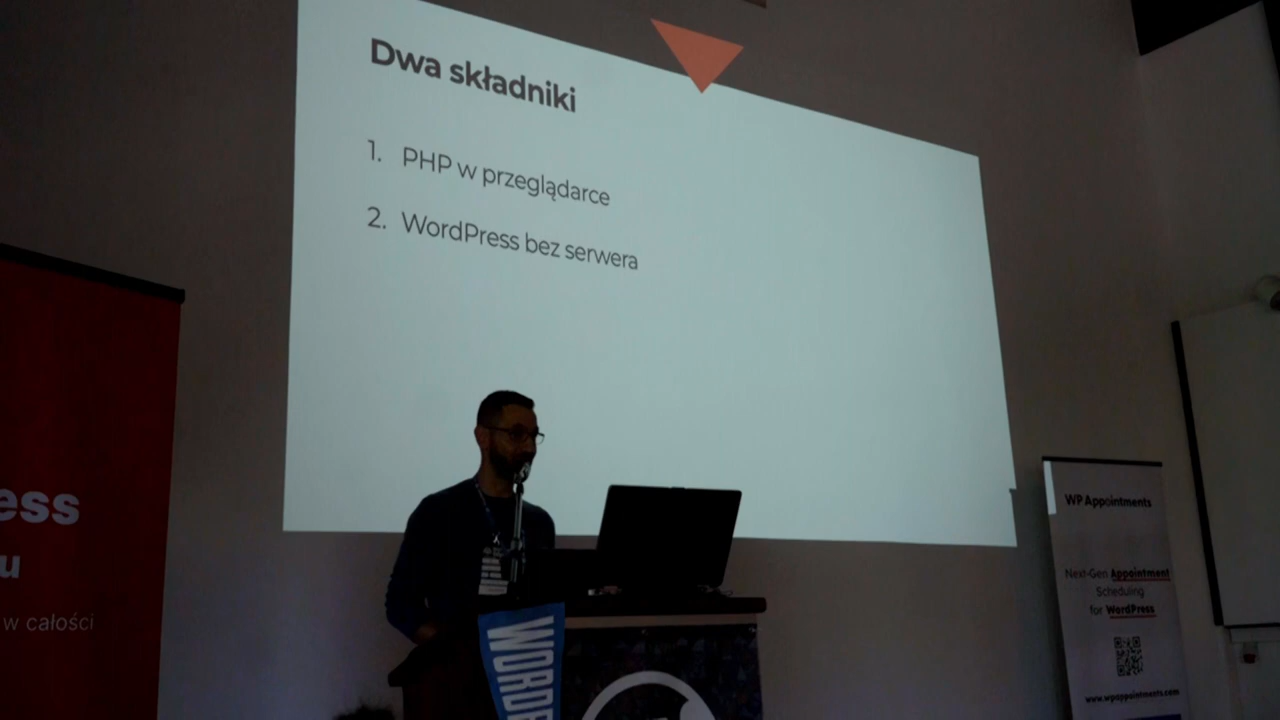 Dwa składniki
1. PHP w przeglądarce
2. WordPress bez serwera
ess
u
w całości
WORDP
WP Appointments
Next-Gen Appointment
Scheduling
for WordPress
www.wpappointments.com